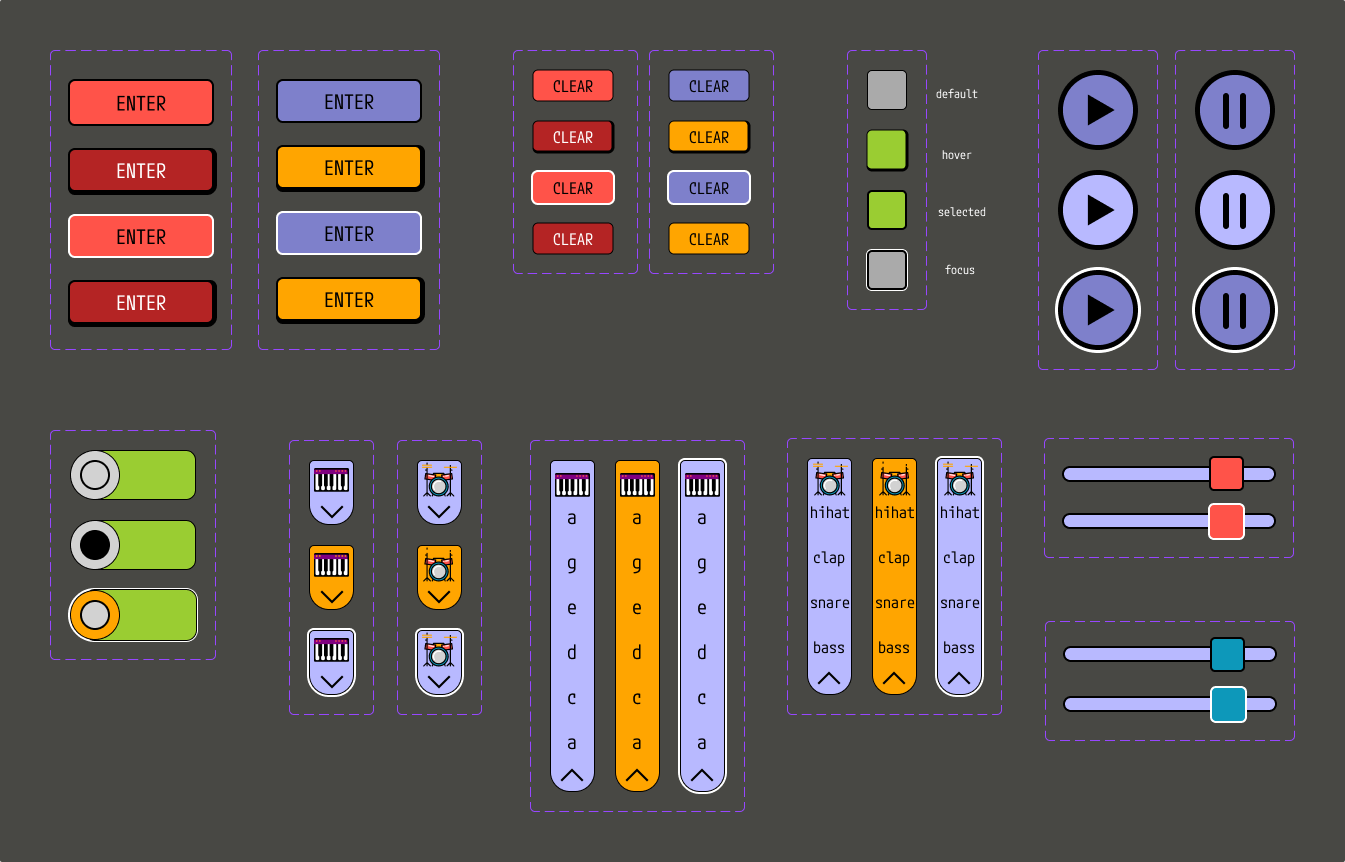 ENTER
ENTER
ENTER
ENTER
ENTER
ENTER
ENTER
ENTER
CLEAR
CLEAR
CLEAR
CLEAR
CLEAR
CLEAR
CLEAR
CLEAR
default
hover
selected
focus
a
g
e
d
c
a
a
g
e
d
c
a
a
g
e
d
c
a
hihat
clap
snare
bass
hihat
clap
snare
bass
hihat
clap
snare
bass